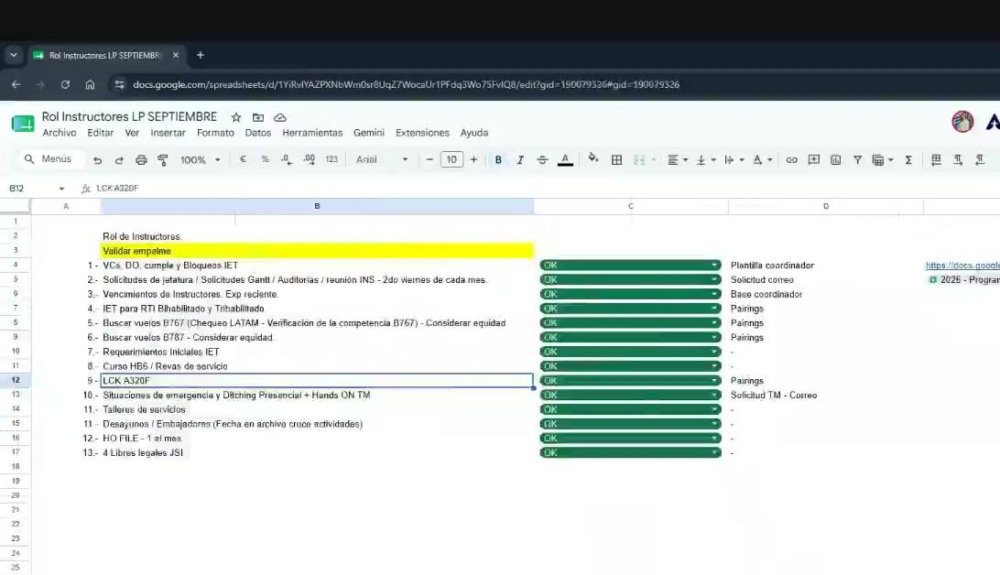 Rol Instructores LP SEPTIEMBR
docs.google.com/spreadsheets/d/1YiRvIYAZPXNbWm0sr8UqZ7WocaUr1PFdq3Wo75FvIQ8/edit?gid=190079336#gid=190079326
Rol Instructores LP SEPTIEMBRE
Archivo Editar Ver Insertar Formato Datos Herramientas Gemini Extensiones Ayuda
Menús 100% € % .0 .00 123 Arial 10 B I A
B12 fx LCK A320F
A B C D
1
2 Rol de Instructores.
3 Validar empalme
4 1.- VCs, DO, cumple y Bloqueos IET OK Plantilla coordinador https://docs.google
5 2.- Solicitudes de jefatura / Solicitudes Gantt / Auditorías / reunión INS - 2do viernes de cada mes. OK Solicitud correo 2026 - Program
6 3.- Vencimientos de Instructores. Exp reciente. OK Base coordinador
7 4.- IET para RTI Bihabilitado y Trihabilitado. OK Pairings
8 5.- Buscar vuelos B767 (Chequeo LATAM - Verificación de la competencia B767) - Considerar equidad OK Pairings
9 6.- Buscar vuelos B787 - Considerar equidad. OK Pairings
10 7.- Requerimientos Iniciales IET OK -
11 8.- Curso HB6 / Revas de servicio OK -
12 9.- LCK A320F OK Pairings
13 10.- Situaciones de emergencia y Ditching Presencial + Hands ON TM OK Solicitud TM - Correo
14 11.- Talleres de servicios OK -
15 11.- Desayunos / Embajadores (Fecha en archivo cruce actividades) OK -
16 12.- HO FILE - 1 al mes OK -
17 13.- 4 Libres legales JSI OK -
18
19
20
21
22
23
24
25